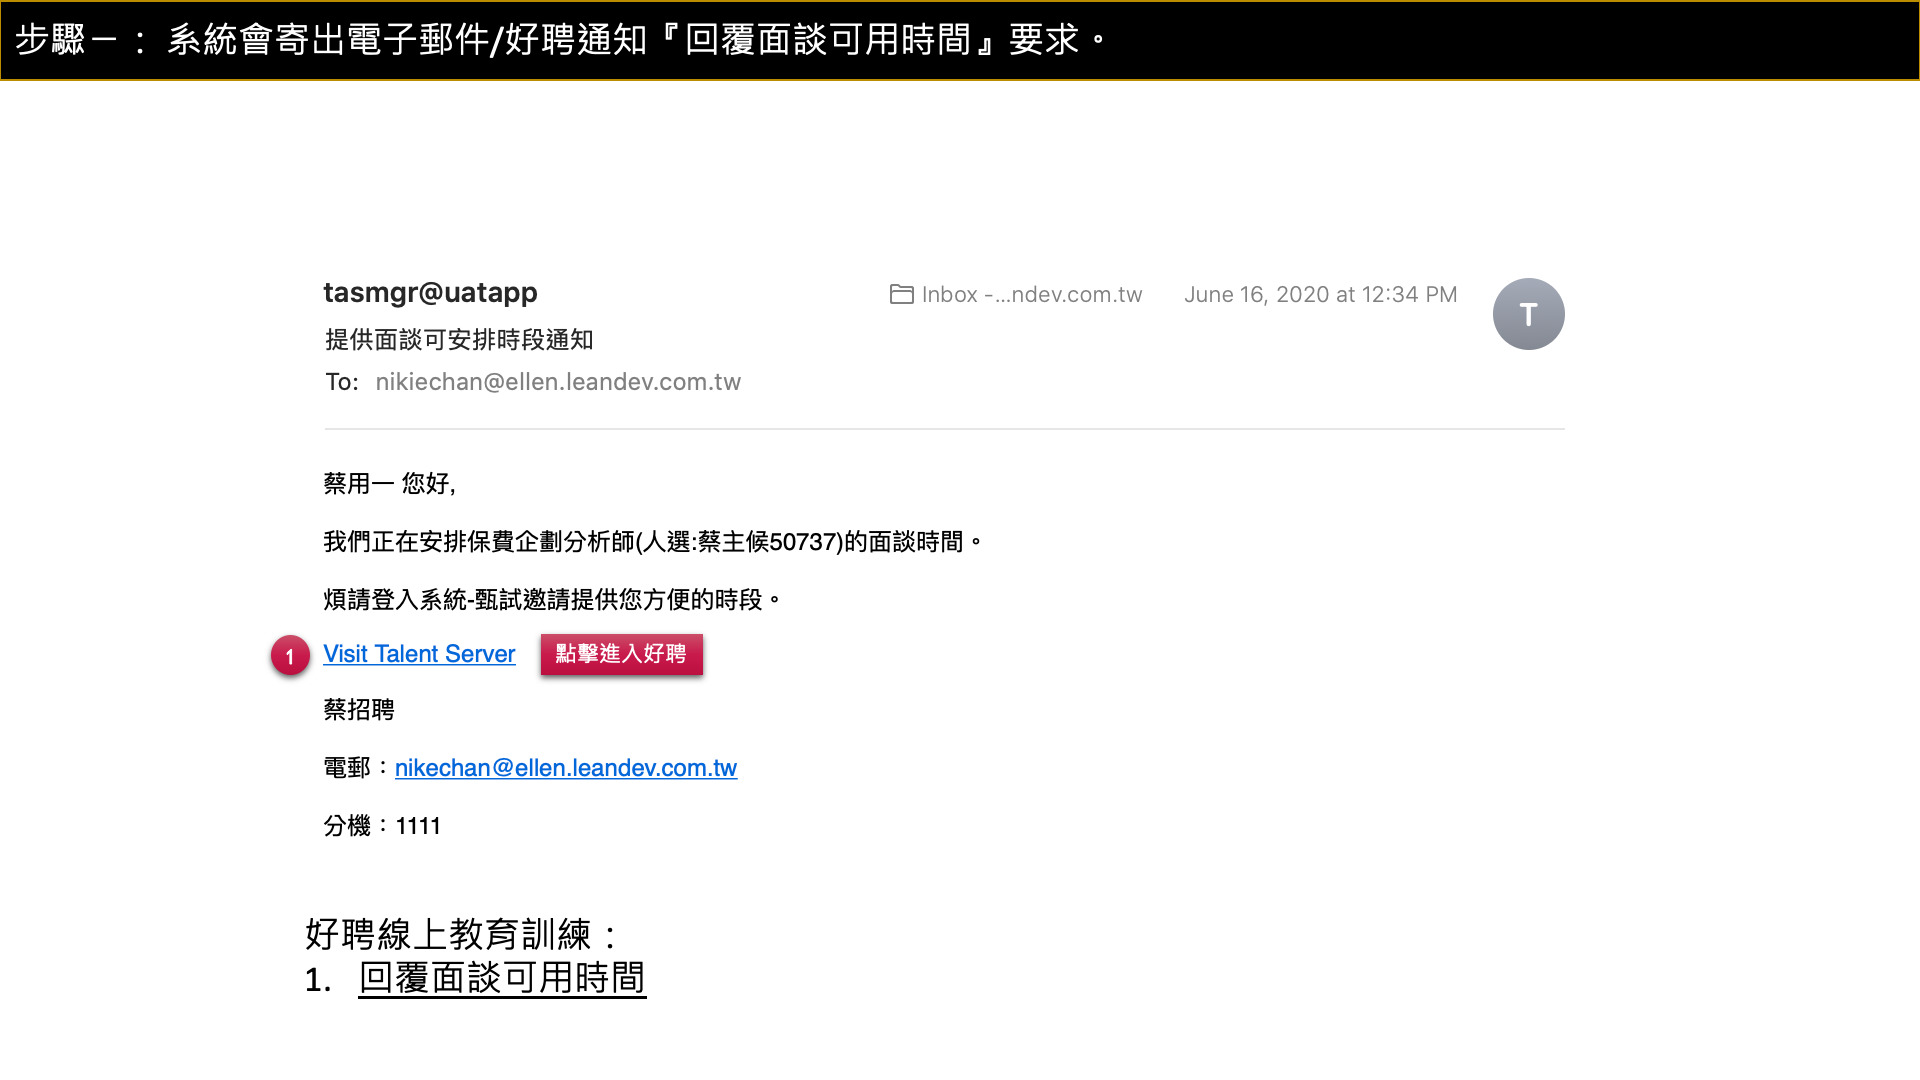 步驟一： 系統會寄出電子郵件/好聘通知『回覆面談可用時間』要求。
tasmgr@uatapp
Inbox -...ndev.com.tw
June 16, 2020 at 12:34 PM
T
提供面談可安排時段通知
To: nikiechan@ellen.leandev.com.tw
蔡用一 您好,
我們正在安排保費企劃分析師(人選:蔡主候50737)的面談時間。
煩請登入系統-甄試邀請提供您方便的時段。
1 Visit Talent Server 點擊進入好聘
蔡招聘
電郵：nikechan@ellen.leandev.com.tw
分機：1111
好聘線上教育訓練：
1. 回覆面談可用時間